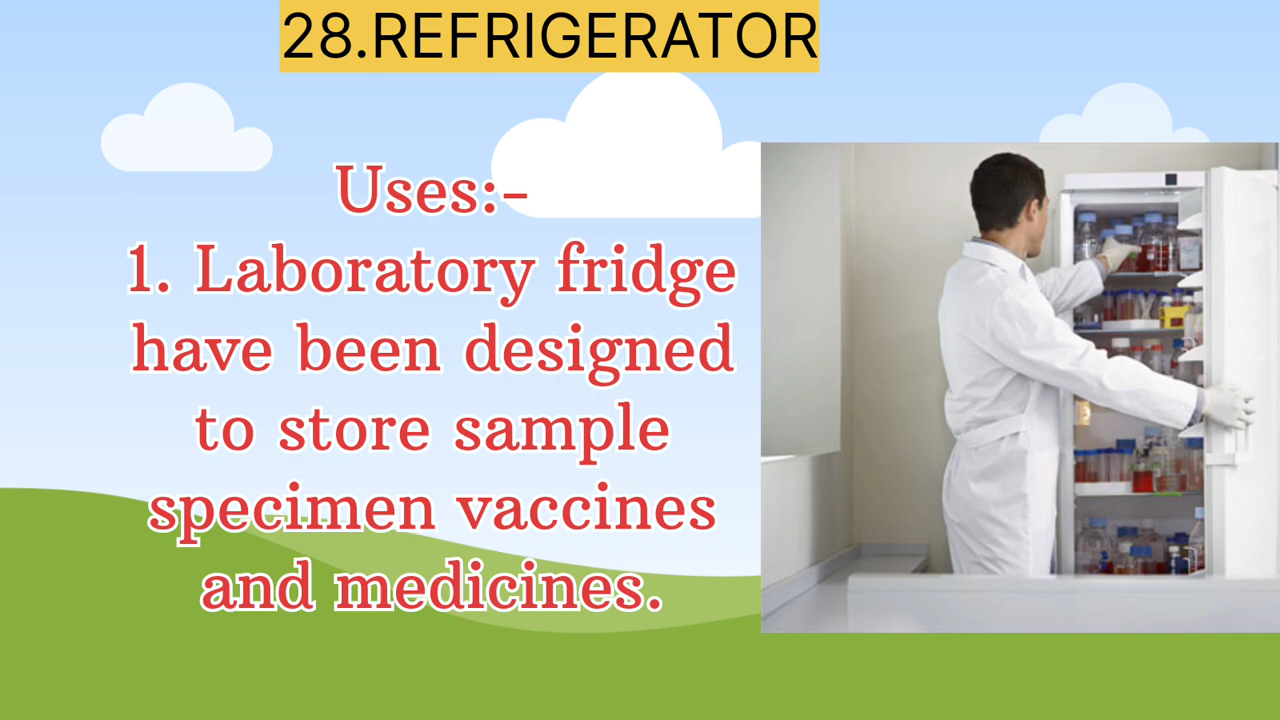 28.REFRIGERATOR
Uses:-
1. Laboratory fridge
have been designed
to store sample
specimen vaccines
and medicines.